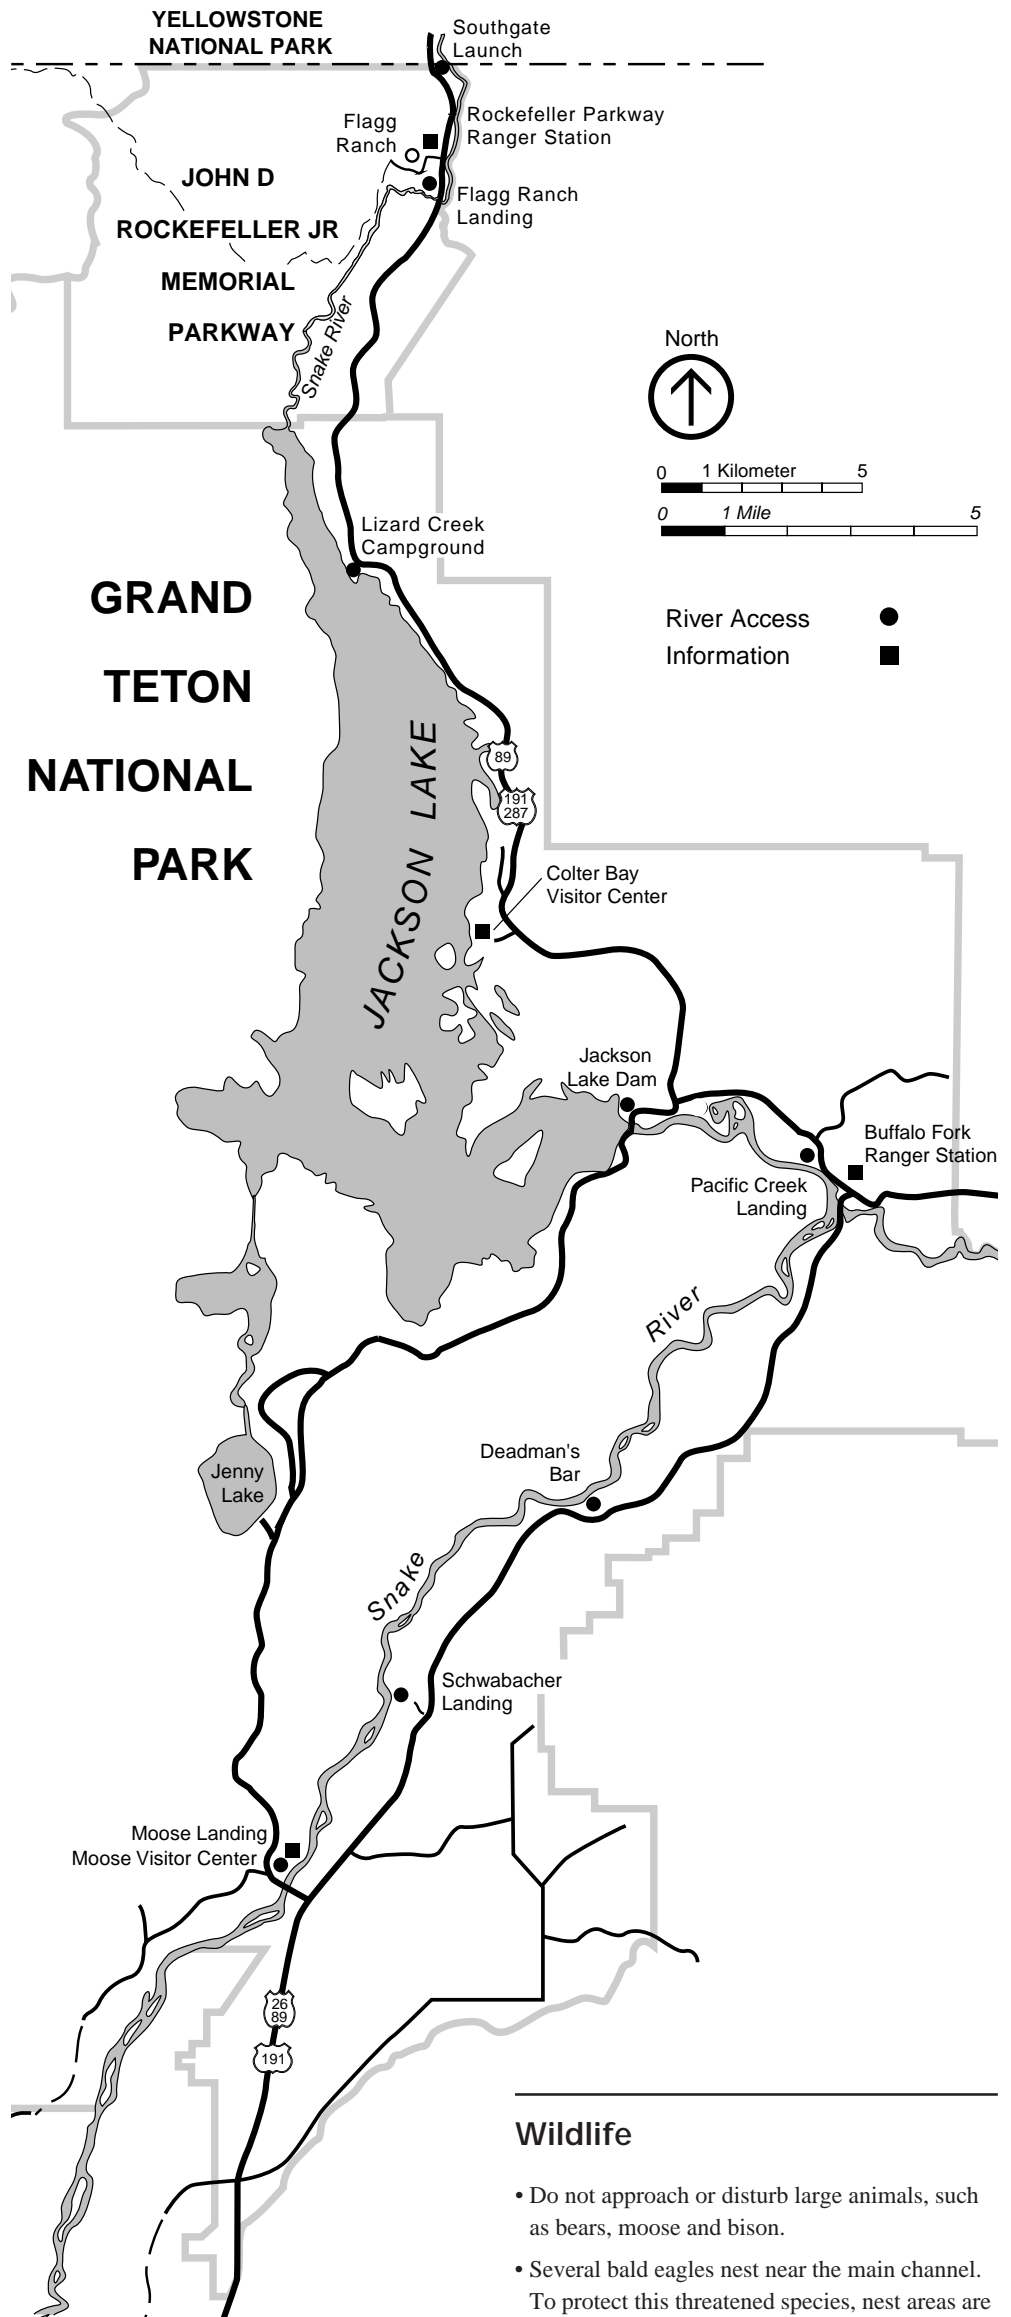 YELLOWSTONE
NATIONAL PARK
Southgate
Launch
Flagg
Ranch
Rockefeller Parkway
Ranger Station
JOHN D
ROCKEFELLER JR
MEMORIAL
PARKWAY
Flagg Ranch
Landing
Snake River
North
0 1 Kilometer 5
0 1 Mile 5
Lizard Creek
Campground
GRAND
TETON
NATIONAL
PARK
River Access
Information
JACKSON LAKE
89
191
287
Colter Bay
Visitor Center
Jackson
Lake Dam
Buffalo Fork
Ranger Station
Pacific Creek
Landing
River
Deadman's
Bar
Jenny
Lake
Snake
Schwabacher
Landing
Moose Landing
Moose Visitor Center
26
89
191
Wildlife
• Do not approach or disturb large animals, such
as bears, moose and bison.
• Several bald eagles nest near the main channel.
To protect this threatened species, nest areas are